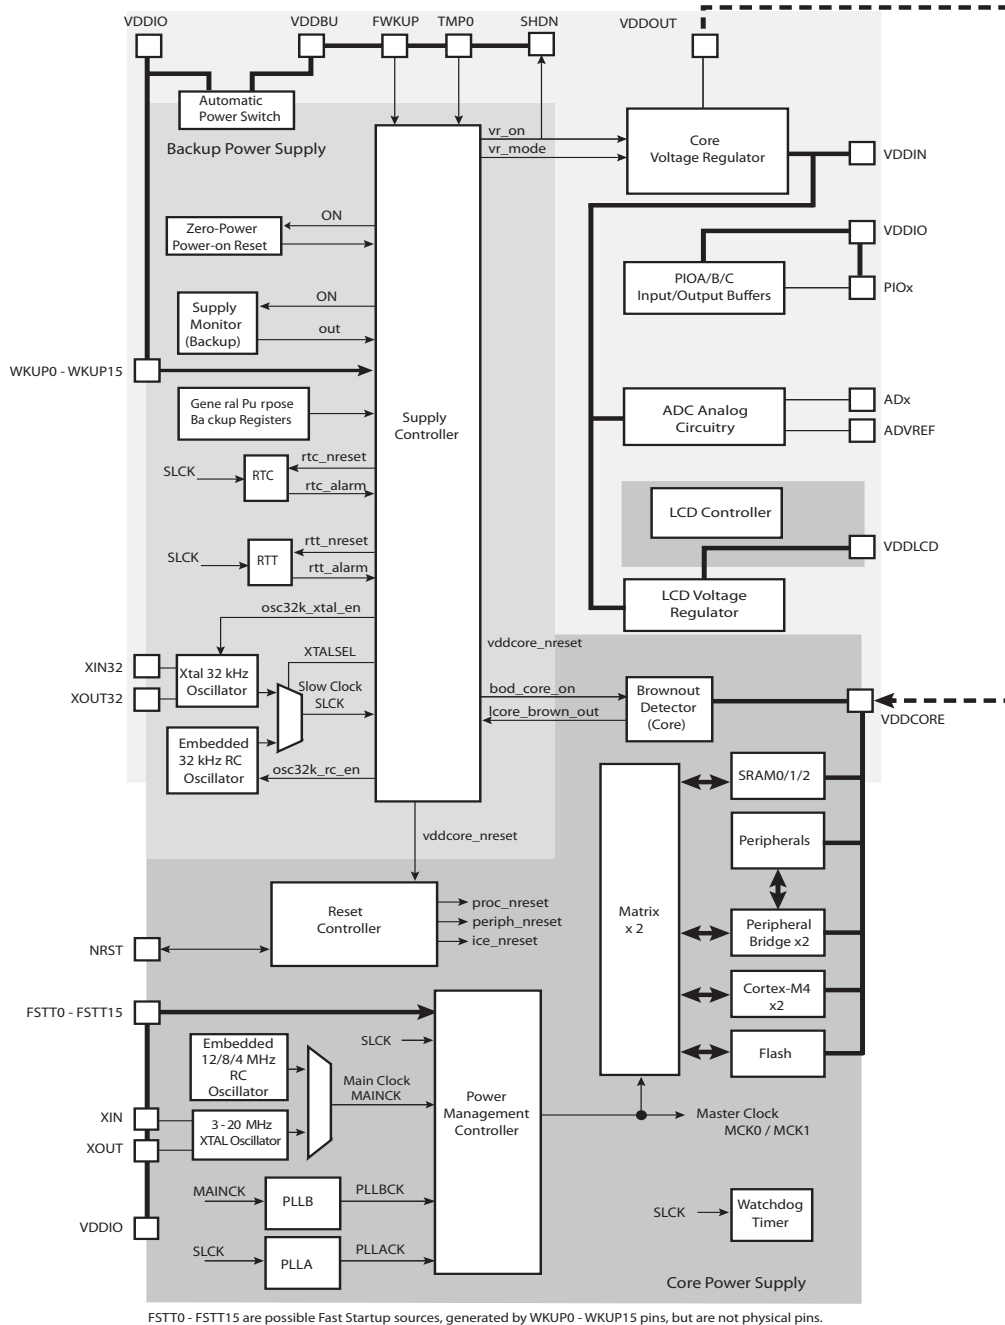 VDDIO
VDDBU
FWKUP
TMP0
SHDN
VDDOUT
Automatic
Power Switch
Backup Power Supply
vr_on
vr_mode
Core
Voltage Regulator
VDDIN
Zero-Power
Power-on Reset
ON
VDDIO
PIOA/B/C
Input/Output Buffers
PIOx
Supply
Monitor
(Backup)
ON
out
WKUP0 - WKUP15
Gene ral Pu rpose
Ba ckup Registers
Supply
Controller
ADC Analog
Circuitry
ADx
ADVREF
SLCK
RTC
rtc_nreset
rtc_alarm
LCD Controller
VDDLCD
LCD Voltage
Regulator
SLCK
RTT
rtt_nreset
rtt_alarm
osc32k_xtal_en
vddcore_nreset
XTALSEL
XIN32
XOUT32
Xtal 32 kHz
Oscillator
Slow Clock
SLCK
bod_core_on
lcore_brown_out
Brownout
Detector
(Core)
VDDCORE
Embedded
32 kHz RC
Oscillator
osc32k_rc_en
SRAM0/1/2
Peripherals
vddcore_nreset
Reset
Controller
proc_nreset
periph_nreset
ice_nreset
NRST
Matrix
x 2
Peripheral
Bridge x2
Cortex-M4
x2
Flash
FSTT0 - FSTT15
SLCK
Embedded
12/8/4 MHz
RC
Oscillator
Main Clock
MAINCK
Power
Management
Controller
XIN
XOUT
3 - 20 MHz
XTAL Oscillator
Master Clock
MCK0 / MCK1
MAINCK
PLLB
PLLBCK
VDDIO
SLCK
PLLA
PLLACK
SLCK
Watchdog
Timer
Core Power Supply
FSTT0 - FSTT15 are possible Fast Startup sources, generated by WKUP0 - WKUP15 pins, but are not physical pins.